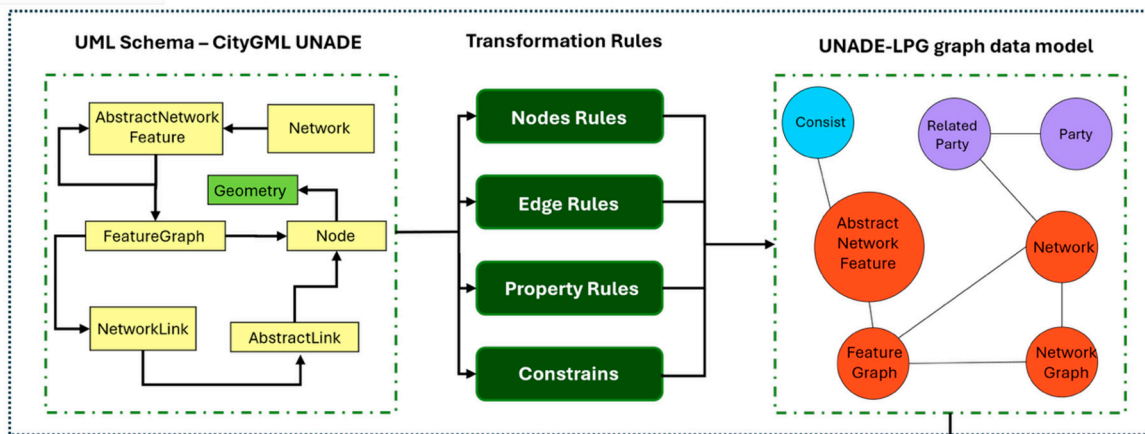 UML Schema – CityGML UNADE
AbstractNetwork
Feature
Network
Geometry
FeatureGraph
Node
NetworkLink
AbstractLink
Transformation Rules
Nodes Rules
Edge Rules
Property Rules
Constrains
UNADE-LPG graph data model
Consist
Related
Party
Party
Abstract
Network
Feature
Network
Feature
Graph
Network
Graph